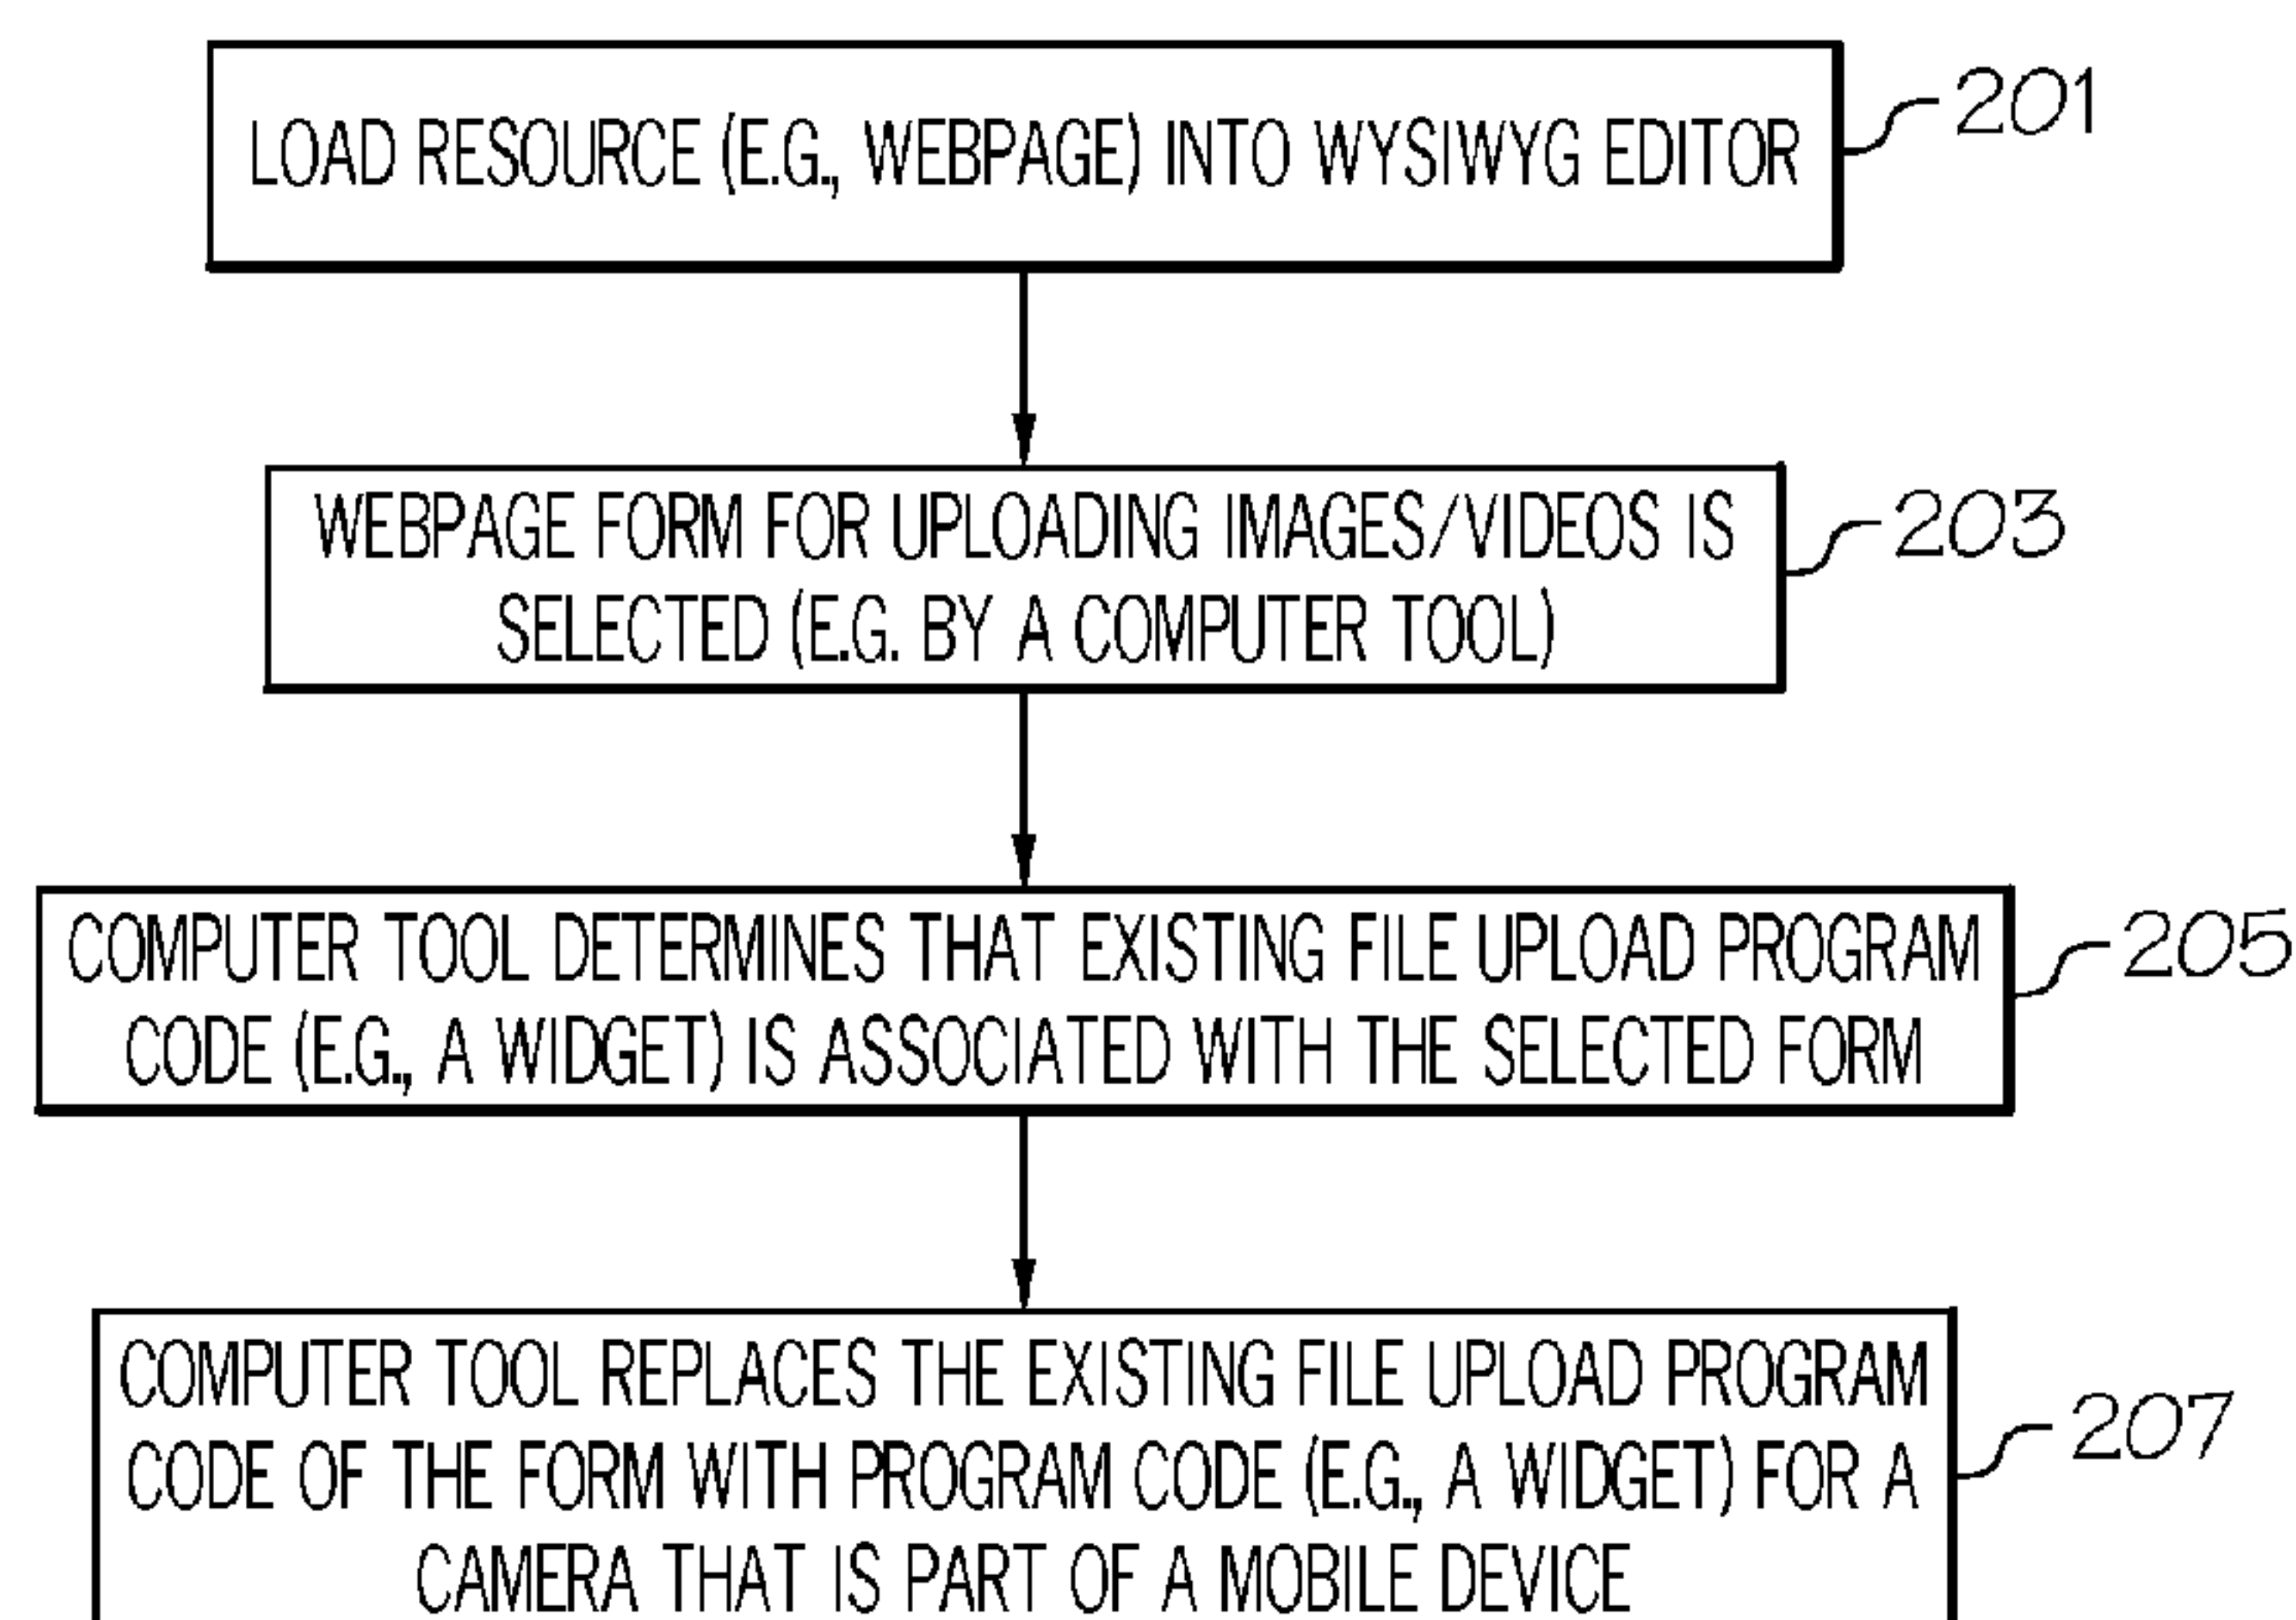 LOAD RESOURCE (E.G., WEBPAGE) INTO WYSIWYG EDITOR
201
WEBPAGE FORM FOR UPLOADING IMAGES/VIDEOS IS
SELECTED (E.G. BY A COMPUTER TOOL)
203
COMPUTER TOOL DETERMINES THAT EXISTING FILE UPLOAD PROGRAM
CODE (E.G., A WIDGET) IS ASSOCIATED WITH THE SELECTED FORM
205
COMPUTER TOOL REPLACES THE EXISTING FILE UPLOAD PROGRAM
CODE OF THE FORM WITH PROGRAM CODE (E.G., A WIDGET) FOR A
CAMERA THAT IS PART OF A MOBILE DEVICE
207